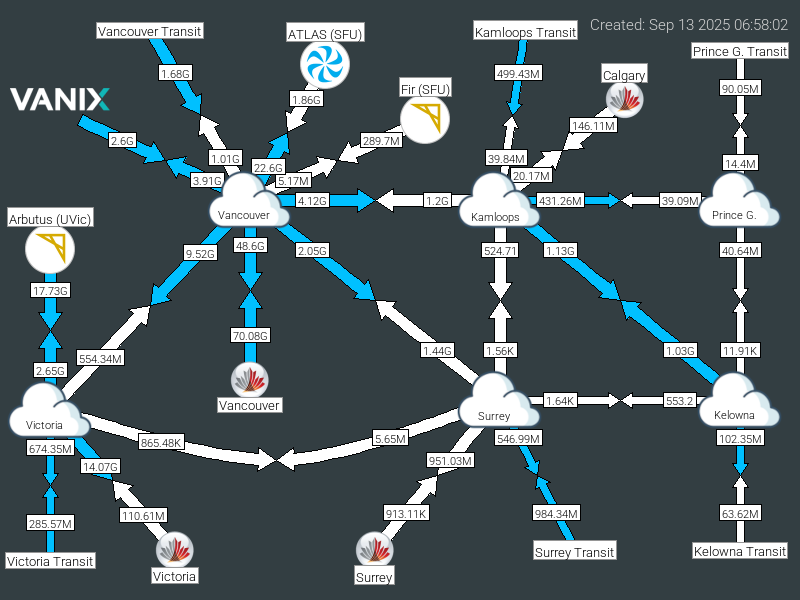 Created: Sep 13 2025 06:58:02
Vancouver Transit
ATLAS (SFU)
Kamloops Transit
Prince G. Transit
1.68G
499.43M
Calgary
90.05M
VANIX
1.86G
Fir (SFU)
2.6G
289.7M
146.11M
1.01G
39.84M
14.4M
3.91G
22.6G
5.17M
20.17M
4.12G
1.2G
431.26M
39.09M
Arbutus (UVic)
Vancouver
Kamloops
Prince G.
9.52G
48.6G
2.05G
524.71
1.13G
40.64M
17.73G
554.34M
70.08G
1.44G
1.56K
1.03G
11.91K
2.65G
Vancouver
1.64K
553.2
Victoria
Surrey
Kelowna
674.35M
865.48K
5.65M
546.99M
102.35M
14.07G
951.03M
285.57M
110.61M
913.11K
984.34M
63.62M
Victoria Transit
Victoria
Surrey
Surrey Transit
Kelowna Transit